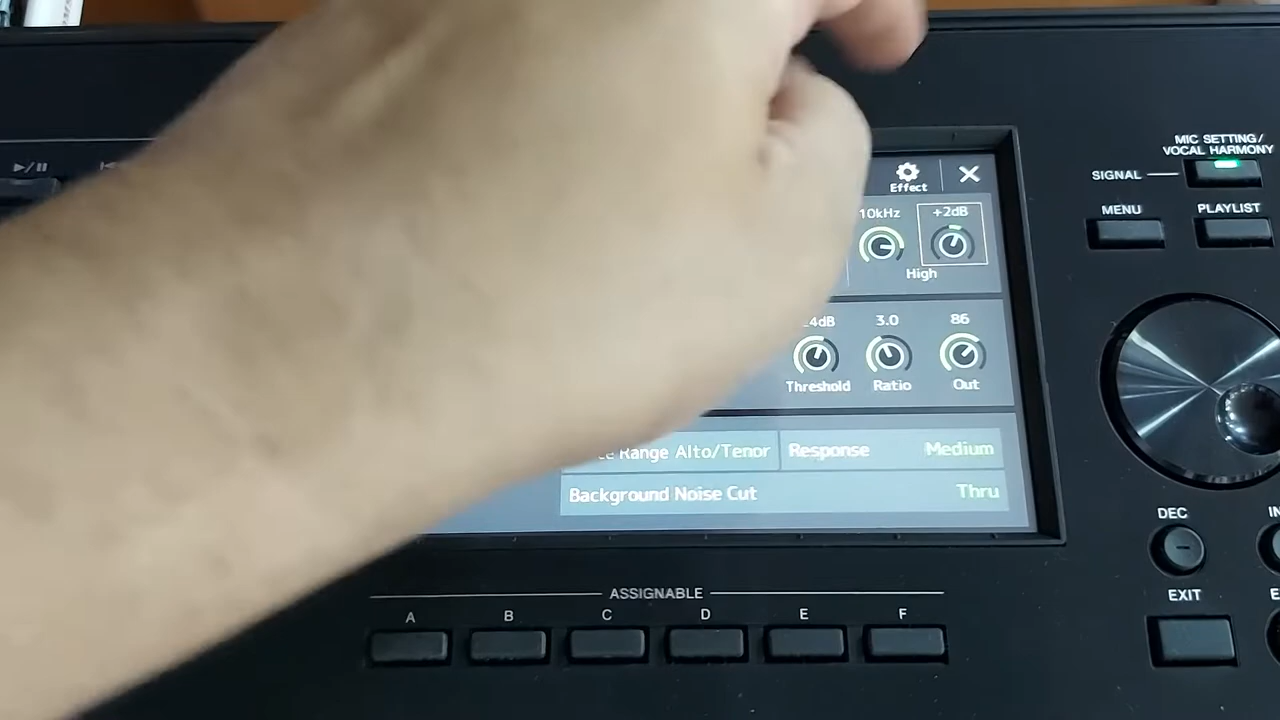 MIC SETTING/
VOCAL HARMONY
SIGNAL
MENU
PLAYLIST
Effect
10kHz
+2dB
High
4dB
3.0
86
Threshold
Ratio
Out
Range Alto/Tenor
Response
Medium
Background Noise Cut
Thru
DEC
EXIT
ASSIGNABLE
A
B
C
D
E
F